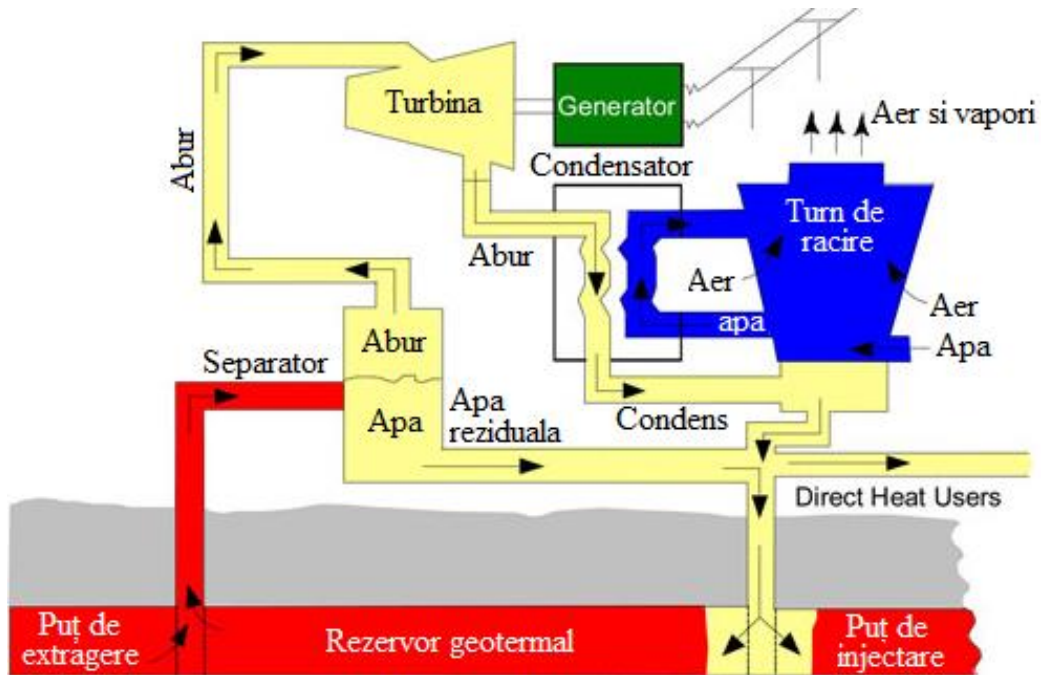 Turbina
Generator
Aer si vapori
Abur
Condensator
Turn de
racire
Abur
Aer
Aer
apa
Apa
Separator
Abur
Apa
Apa
reziduala
Condens
Direct Heat Users
Puț de
extragere
Rezervor geotermal
Puț de
injectare